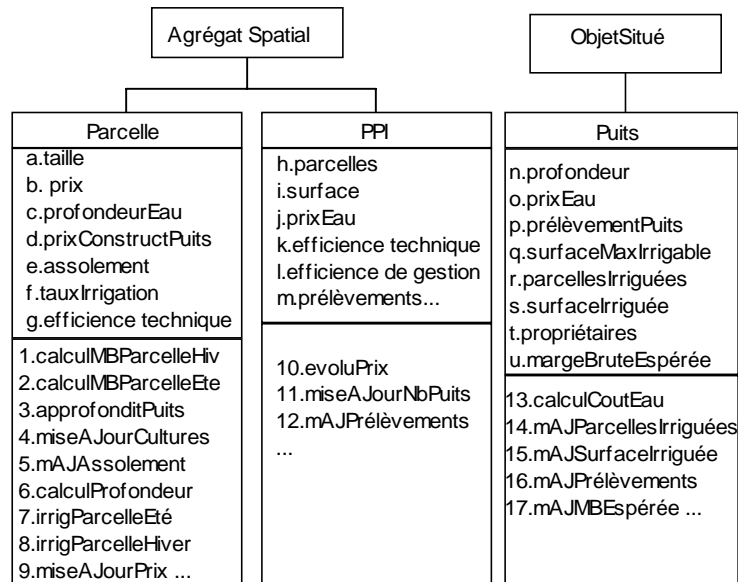 Agrégat Spatial
ObjetSitué
Parcelle
a.taille
b. prix
c.profondeurEau
d.prixConstructPuits
e.assolement
f.tauxIrrigation
g.efficience technique
1.calculMBParcelleHiv
2.calculMBParcelleEte
3.approfonditPuits
4.miseAJourCultures
5.mAJAssolement
6.calculProfondeur
7.irrigParcelleEté
8.irrigParcelleHiver
9.miseAJourPrix ...
PPI
h.parcelles
i.surface
j.prixEau
k.efficience technique
l.efficience de gestion
m.prélèvements...
10.evoluPrix
11.miseAJourNbPuits
12.mAJPrélèvements
...
Puits
n.profondeur
o.prixEau
p.prélèvementPuits
q.surfaceMaxIrrigable
r.parcellesIrriguées
s.surfaceIrriguée
t.propriétaires
u.margeBruteEspérée
13.calculCoutEau
14.mAJParcellesIrriguées
15.mAJSurfaceIrriguée
16.mAJPrélèvements
17.mAJMBEspérée ...